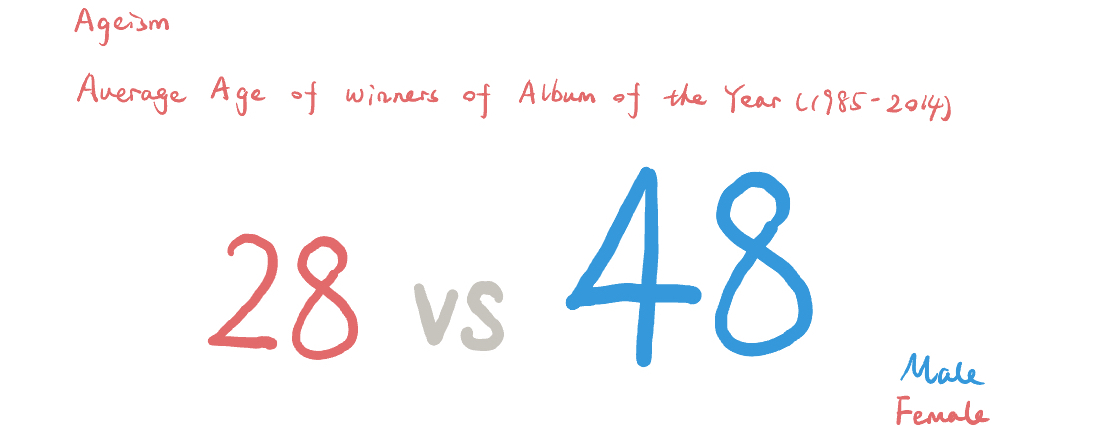 Ageism
Average Age of winners of Album of the Year (1985-2014)
28 vs 48
Male
Female